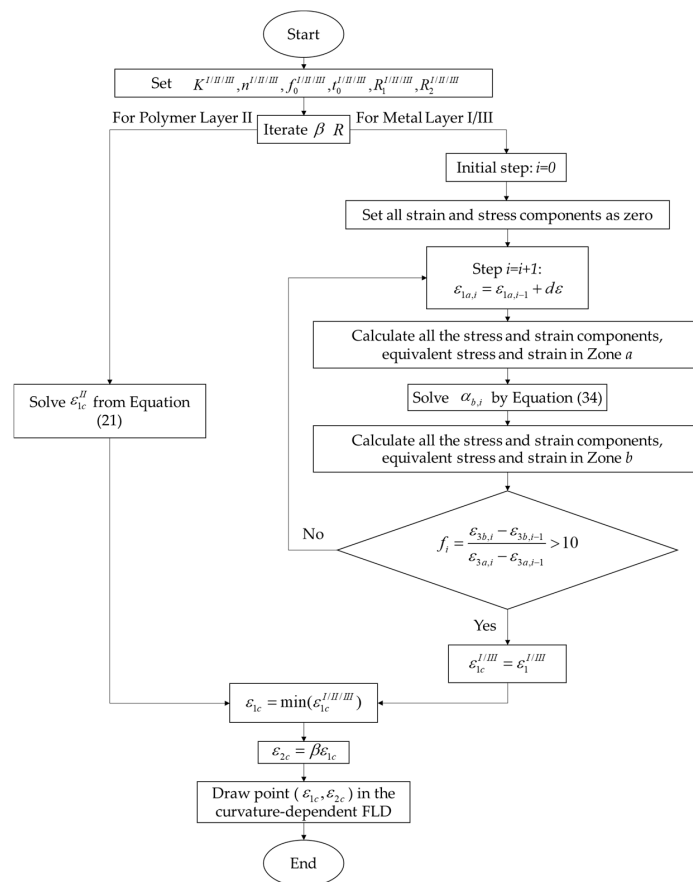 Start
Set K^{I/II/III}, n^{I/II/III}, f_0^{I/II/III}, t_0^{I/II/III}, R_1^{I/II/III}, R_2^{I/II/III}
For Polymer Layer II
Iterate β R
For Metal Layer I/III
Initial step: i=0
Set all strain and stress components as zero
Step i=i+1:
ε_{1a,i} = ε_{1a,i−1} + dε
Calculate all the stress and strain components,
equivalent stress and strain in Zone a
Solve α_{b,i} by Equation (34)
Calculate all the stress and strain components,
equivalent stress and strain in Zone b
Solve ε_{1c}^{II} from Equation
(21)
No
f_i = (ε_{3b,i} − ε_{3b,i−1}) / (ε_{3a,i} − ε_{3a,i−1}) > 10
Yes
ε_{1c}^{I/III} = ε_1^{I/III}
ε_{1c} = min(ε_{1c}^{I/II/III})
ε_{2c} = βε_{1c}
Draw point (ε_{1c}, ε_{2c}) in the
curvature-dependent FLD
End